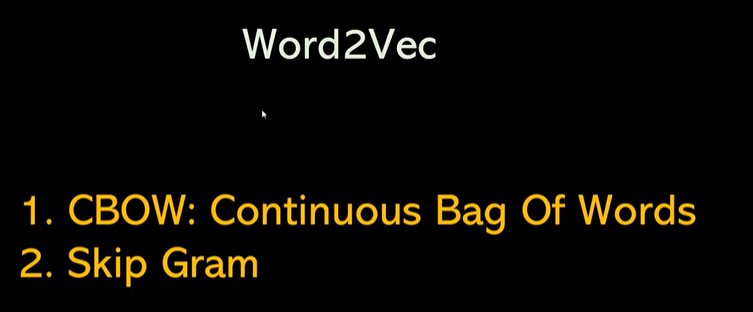 Word2Vec
1. CBOW: Continuous Bag Of Words
2. Skip Gram